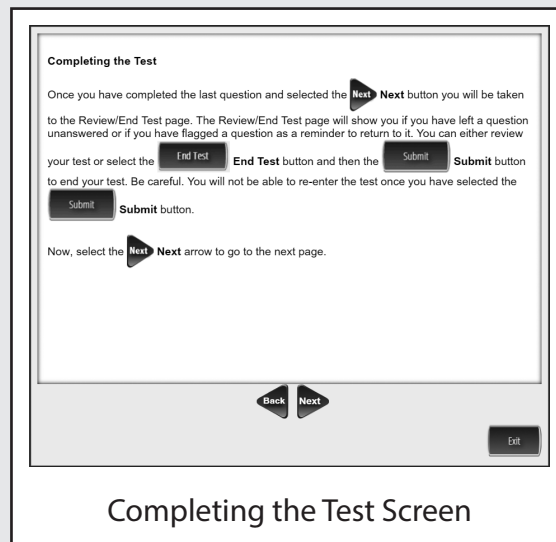 Completing the Test
Once you have completed the last question and selected the Next Next button you will be taken
to the Review/End Test page. The Review/End Test page will show you if you have left a question
unanswered or if you have flagged a question as a reminder to return to it. You can either review
your test or select the End Test End Test button and then the Submit Submit button
to end your test. Be careful. You will not be able to re-enter the test once you have selected the
Submit Submit button.
Now, select the Next Next arrow to go to the next page.
Back Next
Exit
Completing the Test Screen